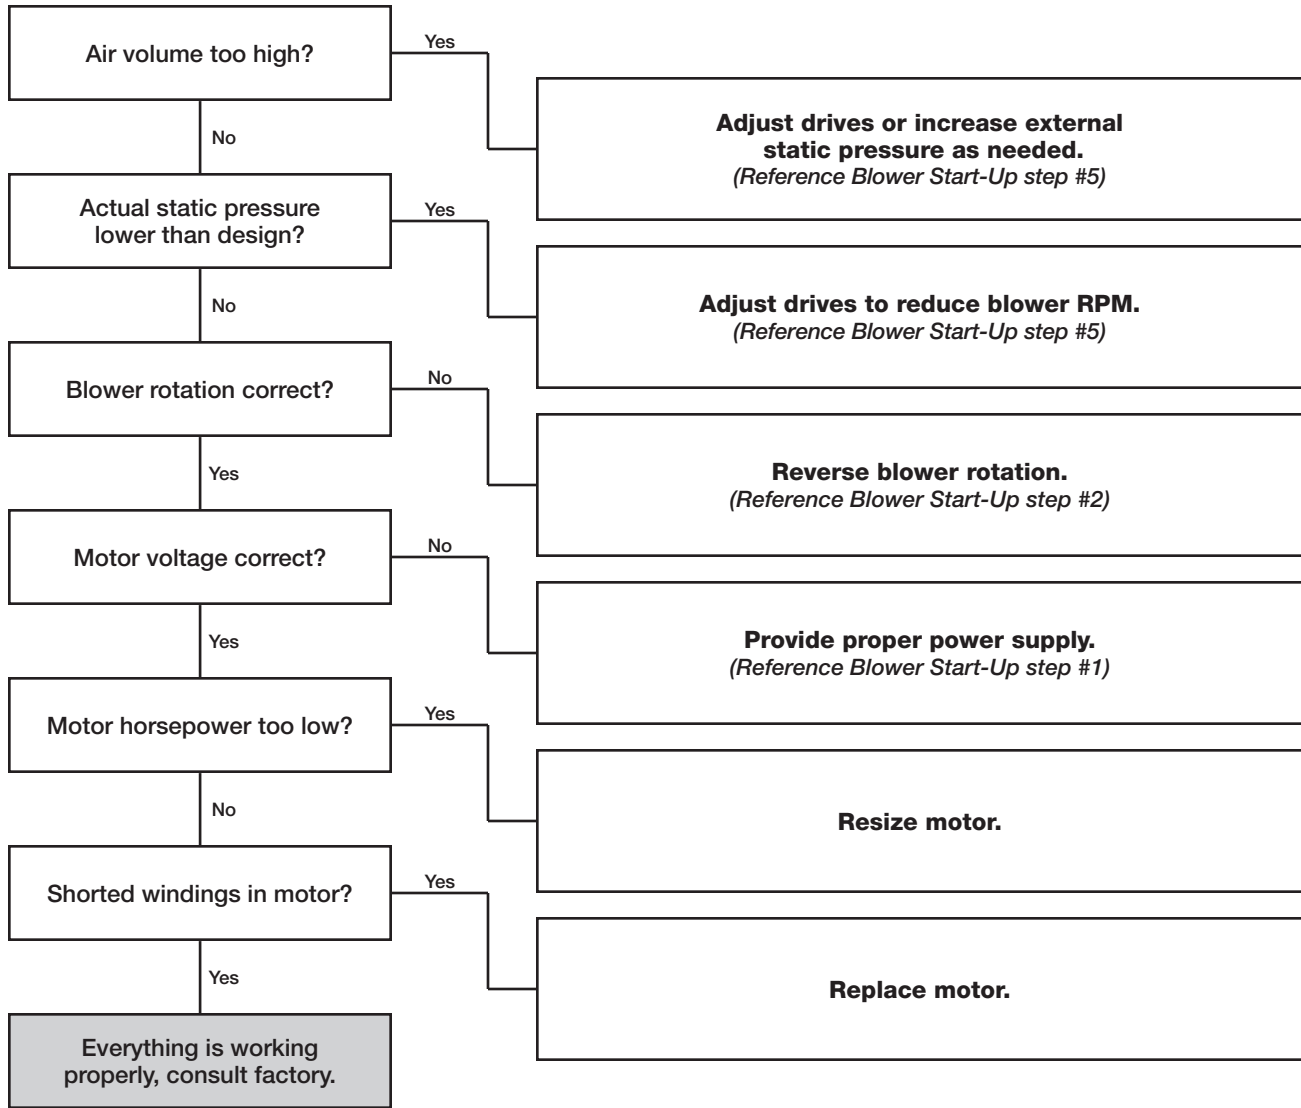 Air volume too high?
Yes
Adjust drives or increase external
static pressure as needed.
(Reference Blower Start-Up step #5)
No
Actual static pressure
lower than design?
Yes
Adjust drives to reduce blower RPM.
(Reference Blower Start-Up step #5)
No
Blower rotation correct?
No
Reverse blower rotation.
(Reference Blower Start-Up step #2)
Yes
Motor voltage correct?
No
Provide proper power supply.
(Reference Blower Start-Up step #1)
Yes
Motor horsepower too low?
Yes
Resize motor.
No
Shorted windings in motor?
Yes
Replace motor.
Yes
Everything is working
properly, consult factory.